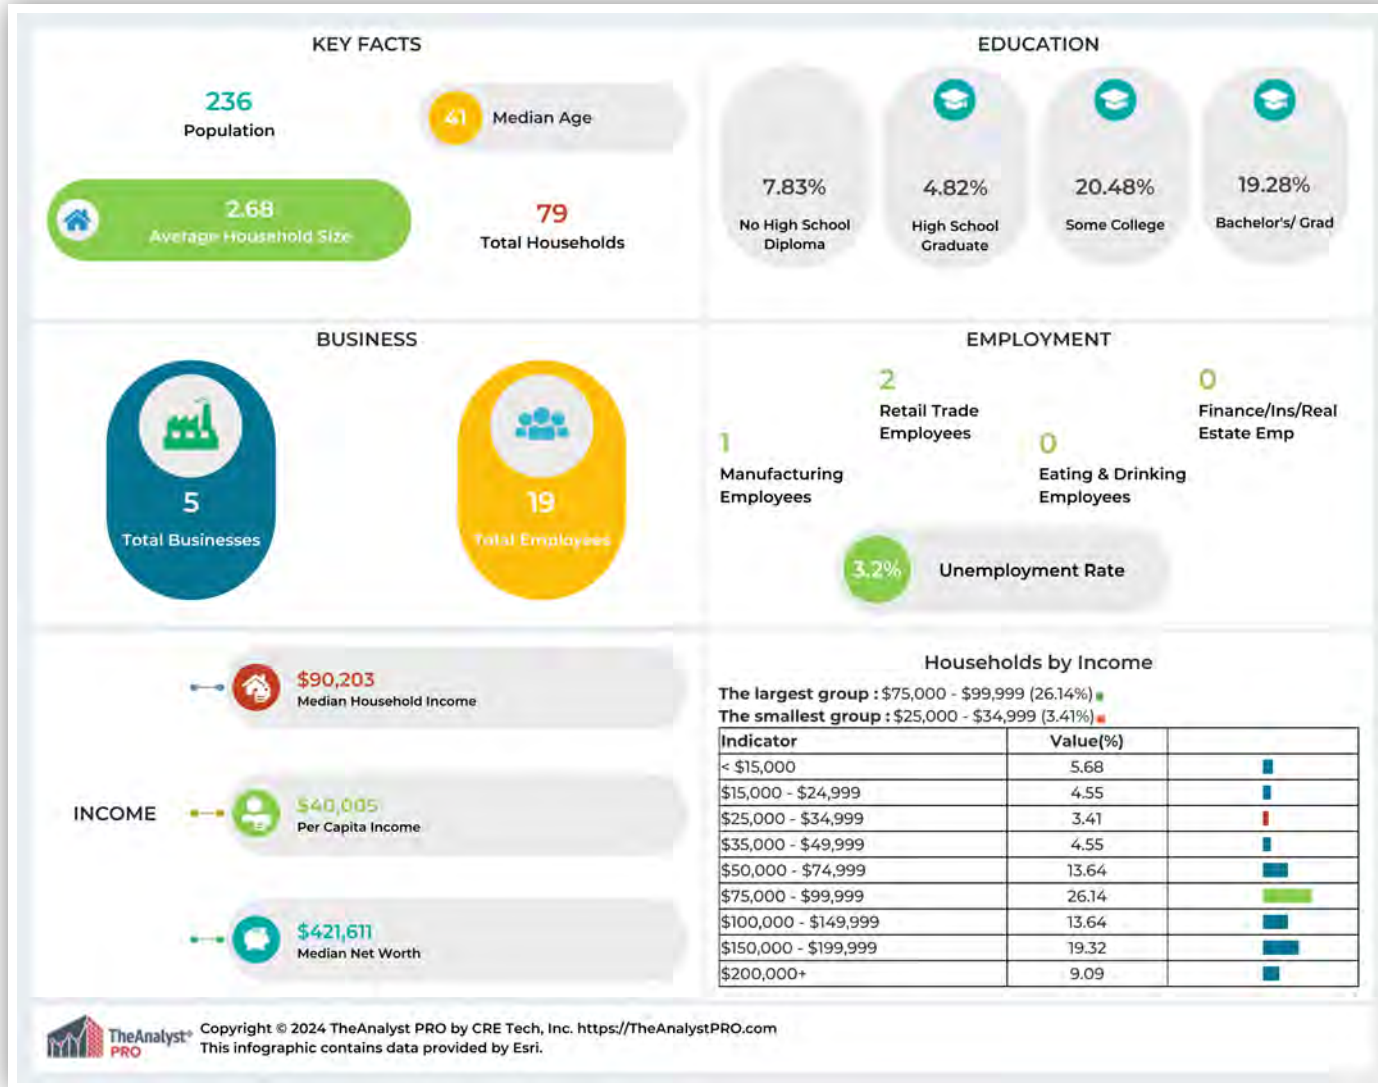 KEY FACTS
236
Population
41
Median Age
2.68
Average Household Size
79
Total Households
EDUCATION
7.83%
No High School
Diploma
4.82%
High School
Graduate
20.48%
Some College
19.28%
Bachelor's/ Grad
BUSINESS
5
Total Businesses
19
Total Employees
EMPLOYMENT
1
Manufacturing
Employees
2
Retail Trade
Employees
0
Eating & Drinking
Employees
0
Finance/Ins/Real
Estate Emp
3.2%
Unemployment Rate
INCOME
$90,203
Median Household Income
$40,005
Per Capita Income
$421,611
Median Net Worth
Households by Income
The largest group : $75,000 - $99,999 (26.14%)
The smallest group : $25,000 - $34,999 (3.41%)
Indicator Value(%)
< $15,000 5.68
$15,000 - $24,999 4.55
$25,000 - $34,999 3.41
$35,000 - $49,999 4.55
$50,000 - $74,999 13.64
$75,000 - $99,999 26.14
$100,000 - $149,999 13.64
$150,000 - $199,999 19.32
$200,000+ 9.09
TheAnalyst®
PRO
Copyright © 2024 TheAnalyst PRO by CRE Tech, Inc. https://TheAnalystPRO.com
This infographic contains data provided by Esri.